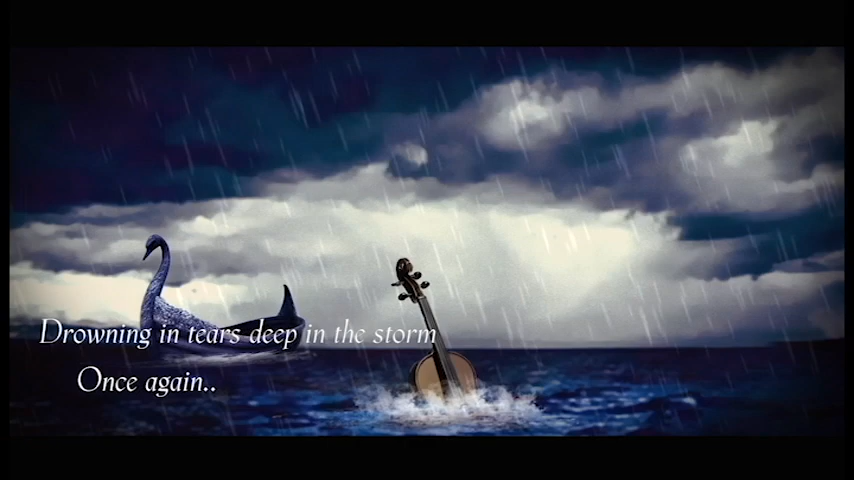 Drowning in tears deep in the storm
Once again..